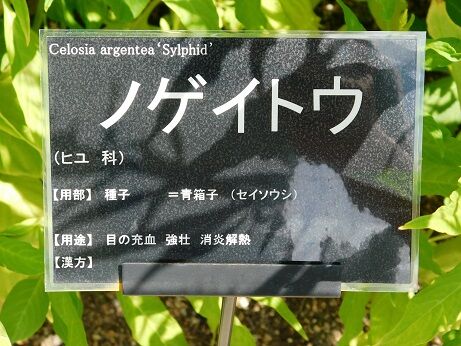 Celosia argentea 'Sylphid'
ノゲイトウ
(ヒユ 科)
【用部】 種子 =青箱子 (セイソウシ)
【用途】 目の充血 強壮 消炎解熱
【漢方】